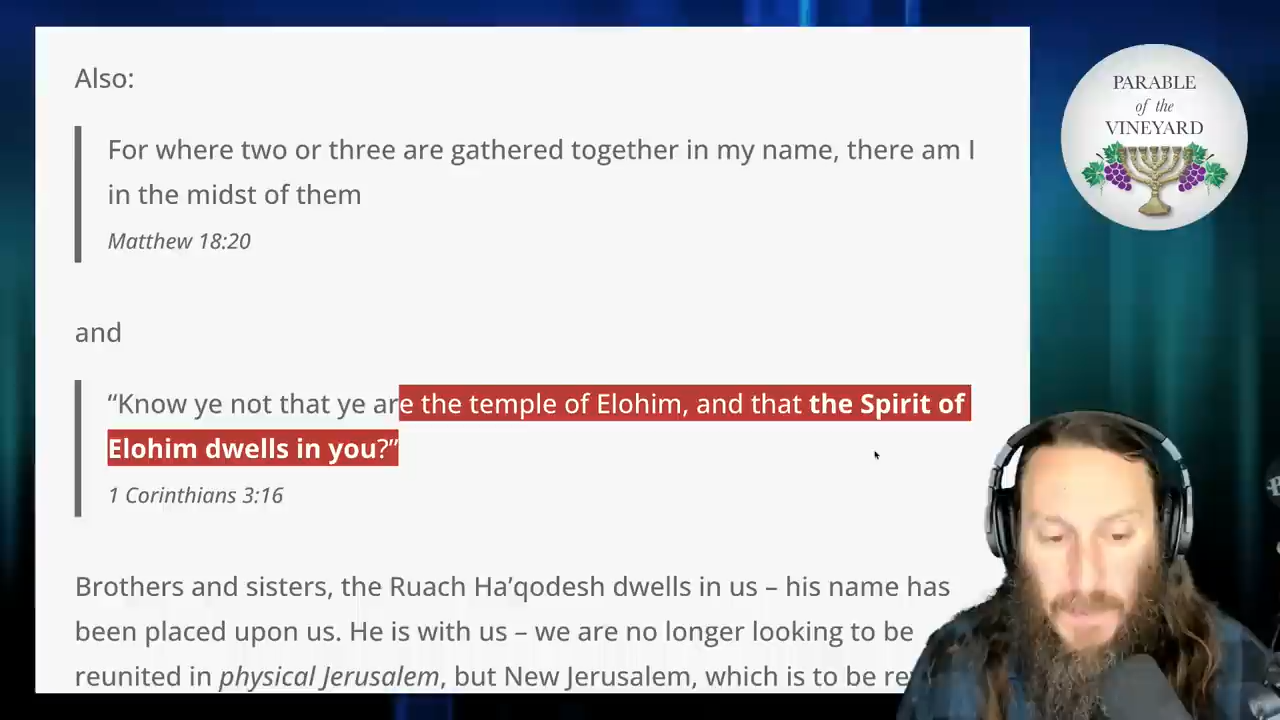 Also:
For where two or three are gathered together in my name, there am I
in the midst of them
Matthew 18:20
and
“Know ye not that ye are the temple of Elohim, and that the Spirit of
Elohim dwells in you?”
1 Corinthians 3:16
Brothers and sisters, the Ruach Ha’qodesh dwells in us – his name has
been placed upon us. He is with us – we are no longer looking to be
reunited in physical Jerusalem, but New Jerusalem, which is to be
PARABLE
of the
VINEYARD